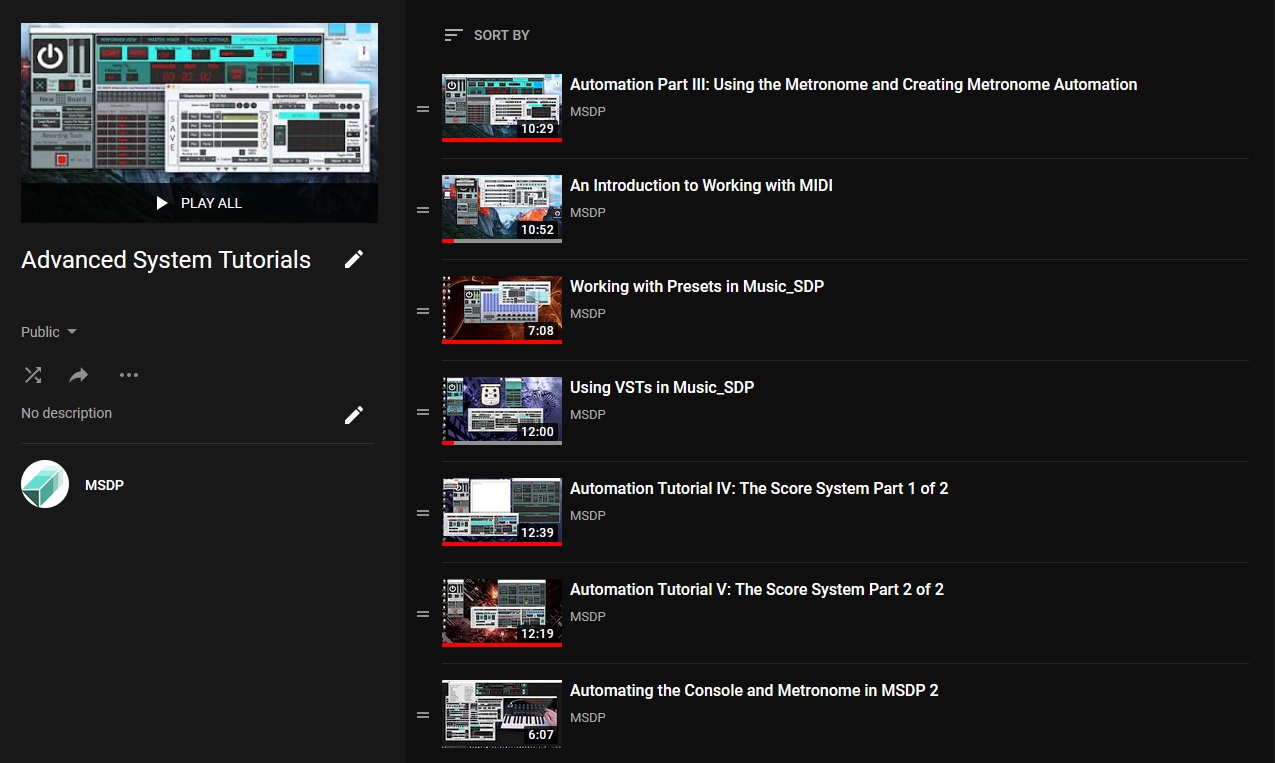 PLAY ALL
Advanced System Tutorials
Public
No description
MSDP
SORT BY
Automation Part III: Using the Metronome and Creating Metronome Automation
MSDP
10:29
An Introduction to Working with MIDI
MSDP
10:52
Working with Presets in Music_SDP
MSDP
7:08
Using VSTs in Music_SDP
MSDP
12:00
Automation Tutorial IV: The Score System Part 1 of 2
MSDP
12:39
Automation Tutorial V: The Score System Part 2 of 2
MSDP
12:19
Automating the Console and Metronome in MSDP 2
MSDP
6:07